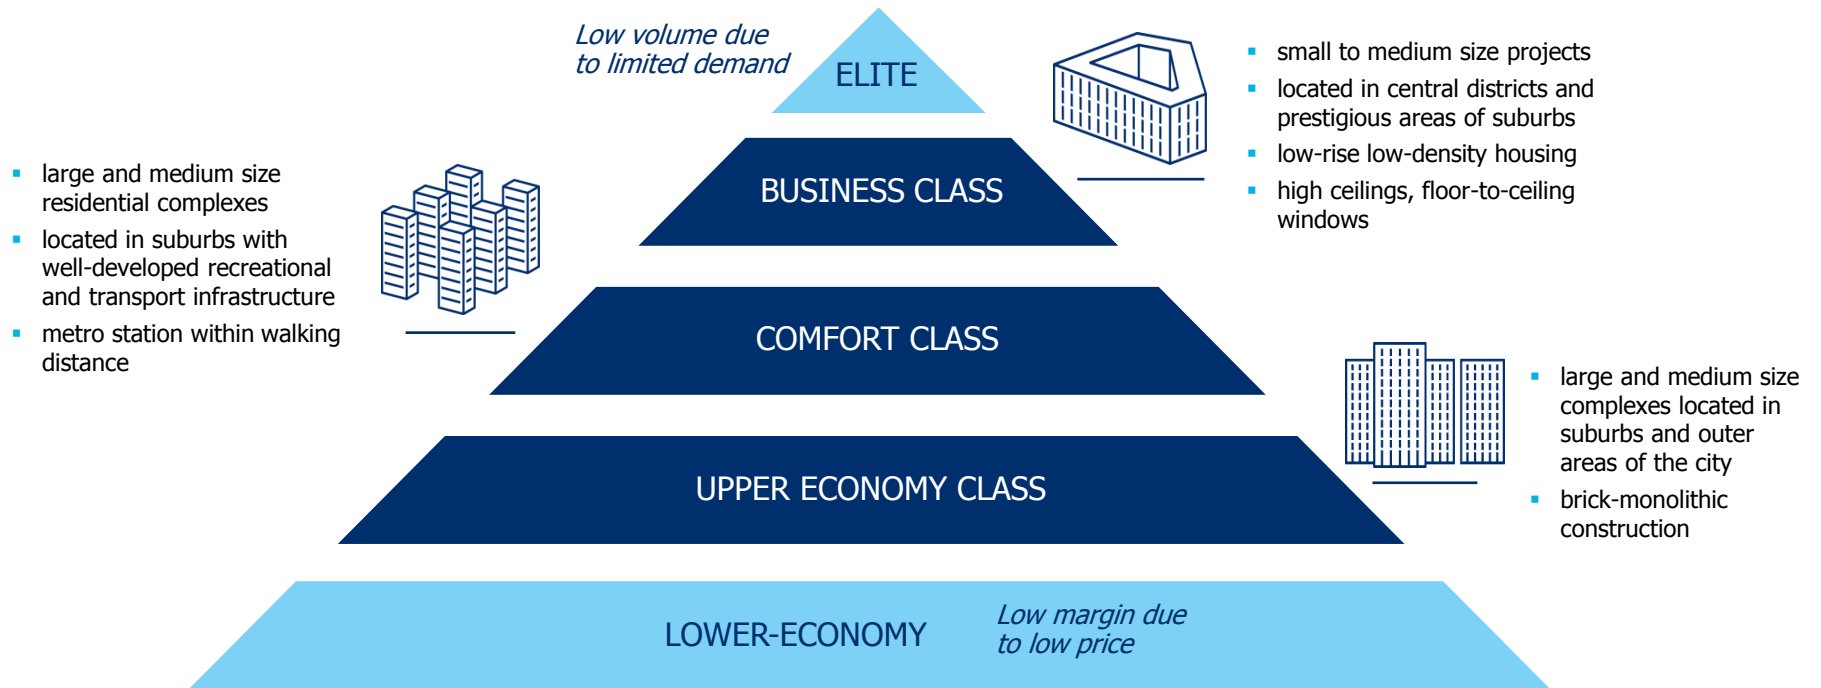 Low volume due
to limited demand
ELITE
▪ small to medium size projects
▪ located in central districts and
prestigious areas of suburbs
▪ low-rise low-density housing
▪ high ceilings, floor-to-ceiling
windows
BUSINESS CLASS
▪ large and medium size
residential complexes
▪ located in suburbs with
well-developed recreational
and transport infrastructure
▪ metro station within walking
distance
COMFORT CLASS
▪ large and medium size
complexes located in
suburbs and outer
areas of the city
▪ brick-monolithic
construction
UPPER ECONOMY CLASS
LOWER-ECONOMY
Low margin due
to low price